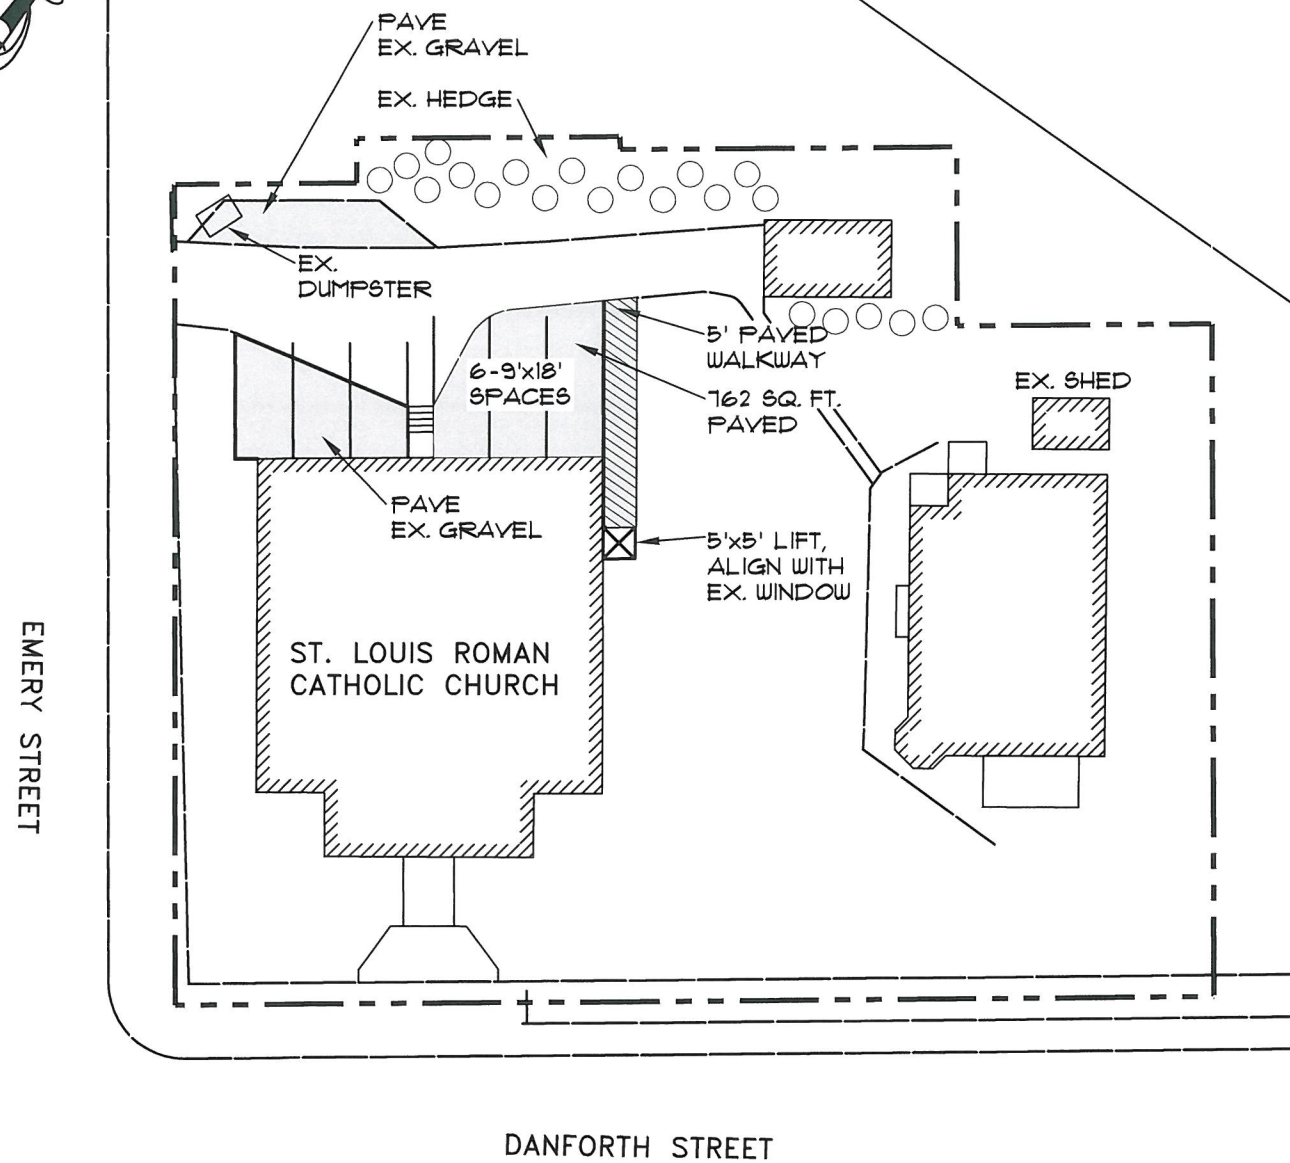 PAVE
EX. GRAVEL
EX. HEDGE
EX.
DUMPSTER
5' PAVED
WALKWAY
6-9'x18'
SPACES
762 SQ. FT.
PAVED
EX. SHED
PAVE
EX. GRAVEL
5'x5' LIFT,
ALIGN WITH
EX. WINDOW
ST. LOUIS ROMAN
CATHOLIC CHURCH
EMERY STREET
DANFORTH STREET